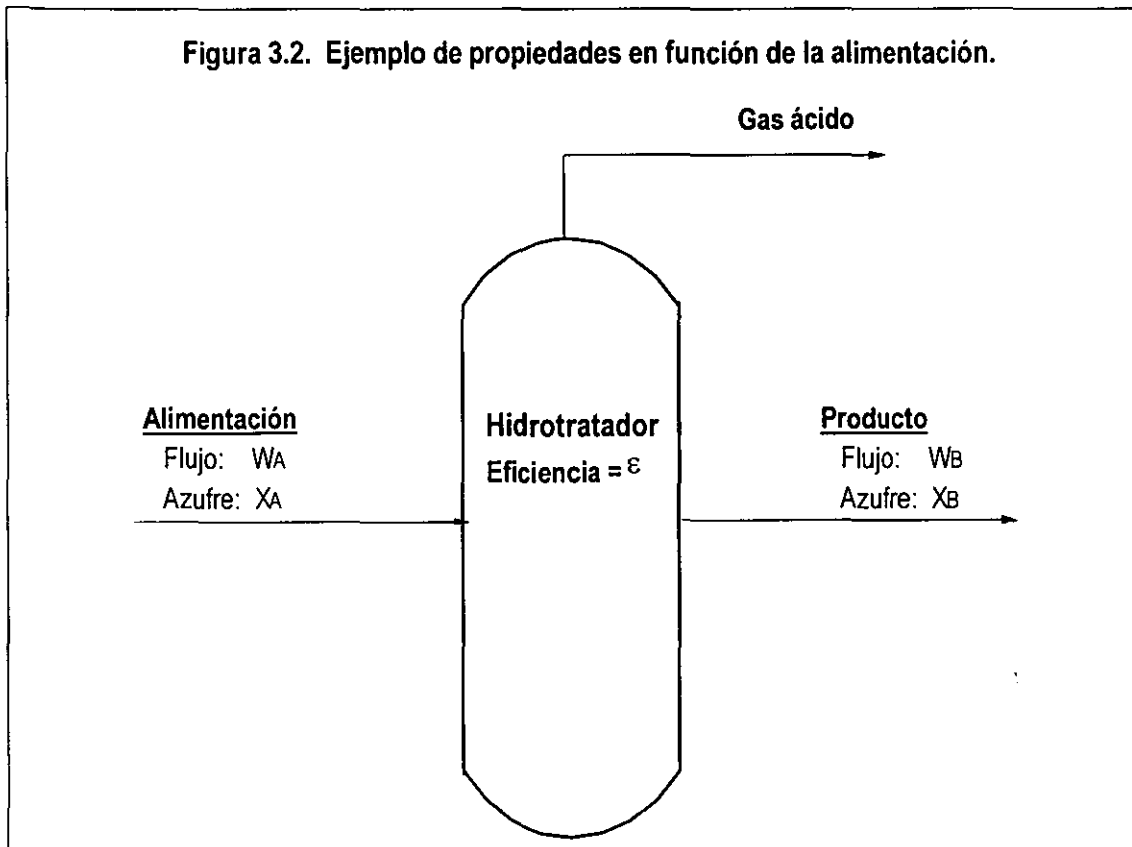 Figura 3.2. Ejemplo de propiedades en función de la alimentación.
Gas ácido
Alimentación
Flujo: WA
Azufre: XA
Hidrotratador
Eficiencia = ε
Producto
Flujo: WB
Azufre: XB